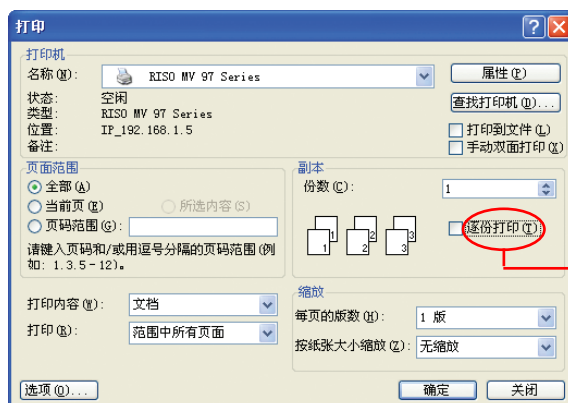 打印
打印机
名称(N): RISO MV 97 Series 属性(P)
状态: 空闲 查找打印机(D)...
类型: RISO MV 97 Series
位置: IP_192.168.1.5 打印到文件(L)
备注: 手动双面打印(X)
页面范围
全部(A)
当前页(E) 所选内容(S)
页码范围(G):
请键入页码和/或用逗号分隔的页码范围(例
如: 1.3.5-12)。
副本
份数(C): 1
1 1 2 2 3 3
逐份打印(T)
打印内容(W): 文档
打印(R): 范围中所有页面
缩放
每页的版数(H): 1 版
按纸张大小缩放(Z): 无缩放
选项(O)... 确定 关闭